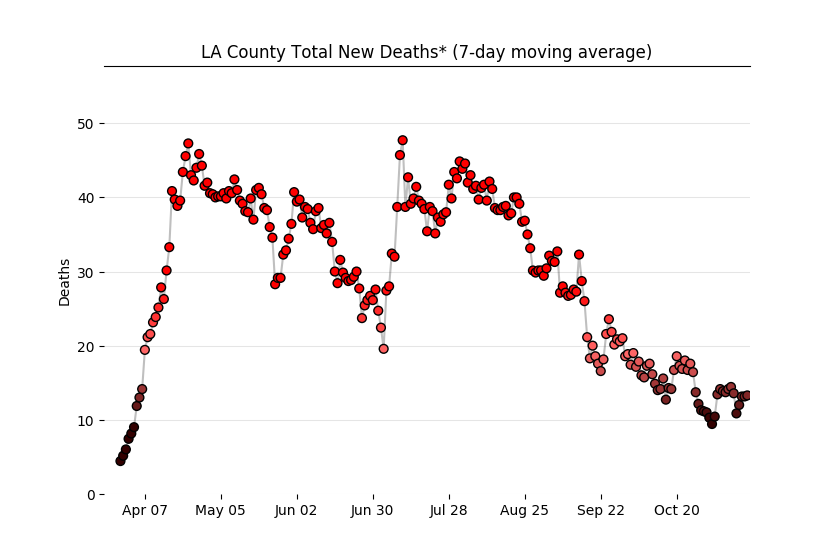 LA County Total New Deaths* (7-day moving average)
50
40
30
20
10
0
Deaths
Apr 07
May 05
Jun 02
Jun 30
Jul 28
Aug 25
Sep 22
Oct 20